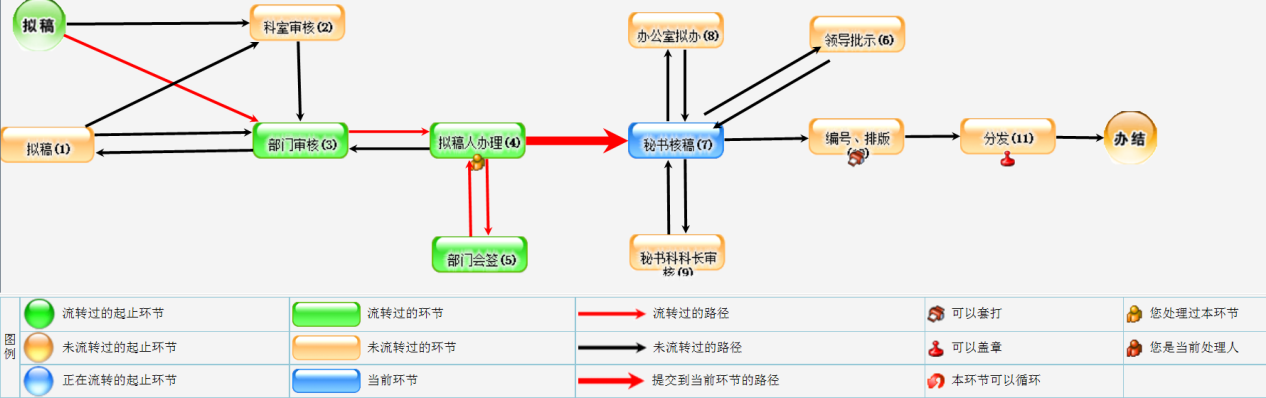 拟稿
科室审核(2)
办公室拟办(8)
领导批示(6)
拟稿(1)
部门审核(3)
拟稿人办理(4)
秘书核稿(7)
编号、排版
分发(11)
办结
部门会签(5)
秘书科科长审
核(9)
图例
流转过的起止环节
流转过的环节
流转过的路径
可以套打
您处理过本环节
未流转过的起止环节
未流转过的环节
未流转过的路径
可以盖章
您是当前处理人
正在流转的起止环节
当前环节
提交到当前环节的路径
本环节可以循环